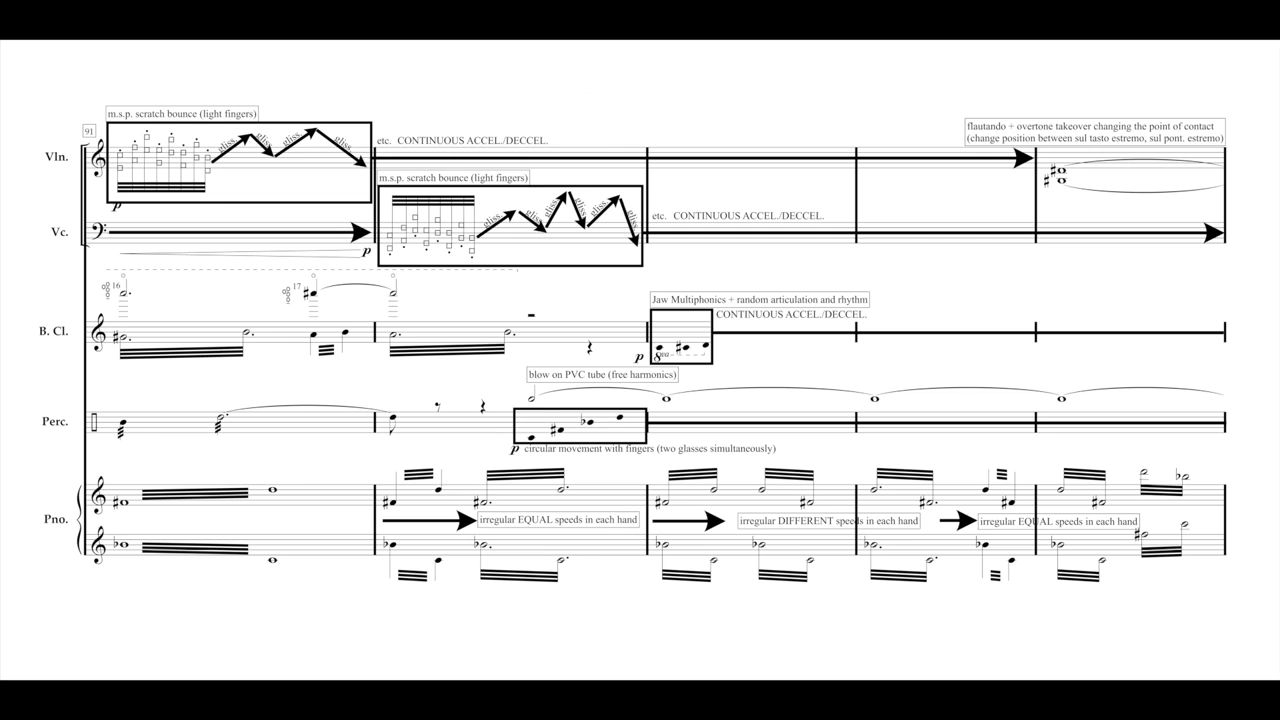 m.s.p. scratch bounce (light fingers)
91
Vln.
gliss.
gliss.
gliss.
gliss.
etc. CONTINUOUS ACCEL./DECCEL.
flautando + overtone takeover changing the point of contact
(change position between sul tasto estremo, sul pont. estremo)
p
m.s.p. scratch bounce (light fingers)
Vc.
gliss.
gliss.
gliss.
gliss.
gliss.
etc. CONTINUOUS ACCEL./DECCEL.
p
16
17
B. Cl.
Jaw Multiphonics + random articulation and rhythm
CONTINUOUS ACCEL./DECCEL.
p
blow on PVC tube (free harmonics)
Perc.
p circular movement with fingers (two glasses simultaneously)
Pno.
irregular EQUAL speeds in each hand
irregular DIFFERENT speeds in each hand
irregular EQUAL speeds in each hand